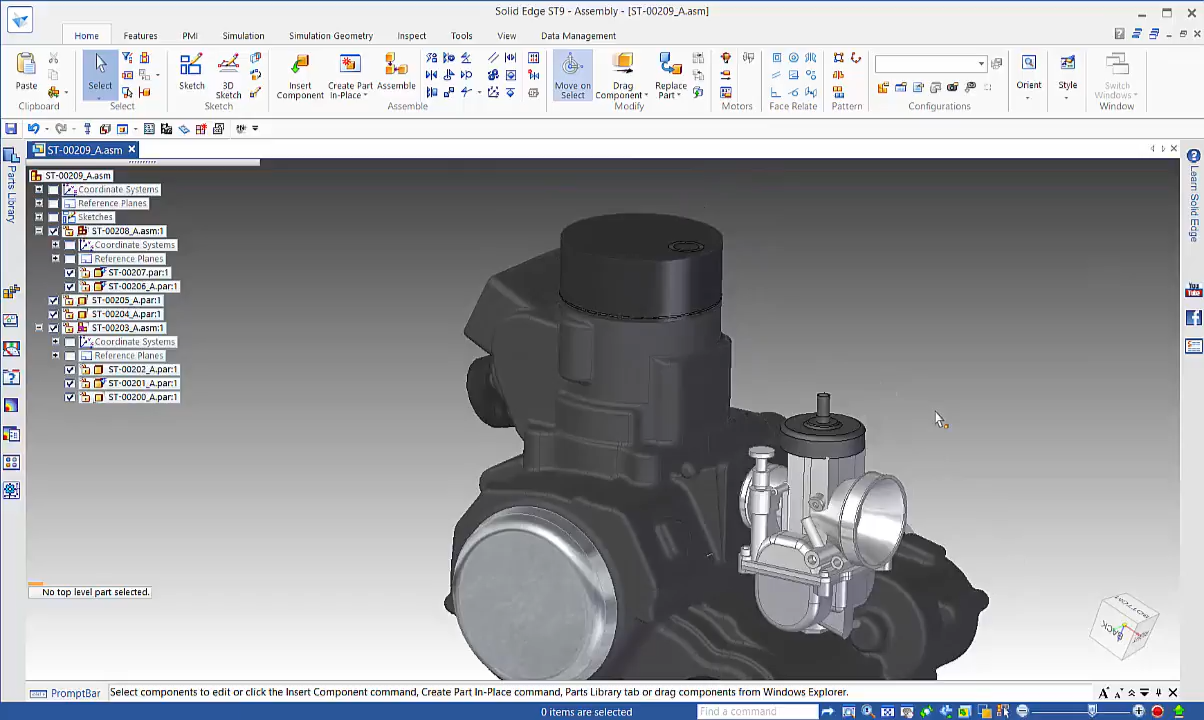 Solid Edge ST9 - Assembly - [ST-00209_A.asm]
Home Features PMI Simulation Simulation Geometry Inspect Tools View Data Management
Paste Select Sketch 3D Sketch Insert Component Create Part In-Place Assemble Move on Select Drag Component Replace Part Orient Style Switch Windows
Clipboard Select Sketch Assemble Modify Motors Face Relate Pattern Configurations Window
ST-00209_A.asm
Parts Library
Learn Solid Edge
You Tube
ST-00209_A.asm
Coordinate Systems
Reference Planes
Sketches
ST-00208_A.asm:1
Coordinate Systems
Reference Planes
ST-00207.par:1
ST-00206_A.par:1
ST-00205_A.par:1
ST-00204_A.par:1
ST-00203_A.asm:1
Coordinate Systems
Reference Planes
ST-00202_A.par:1
ST-00201_A.par:1
ST-00200_A.par:1
No top level part selected.
BOTTOM
BACK
PromptBar Select components to edit or click the Insert Component command, Create Part In-Place command, Parts Library tab or drag components from Windows Explorer.
0 items are selected Find a command